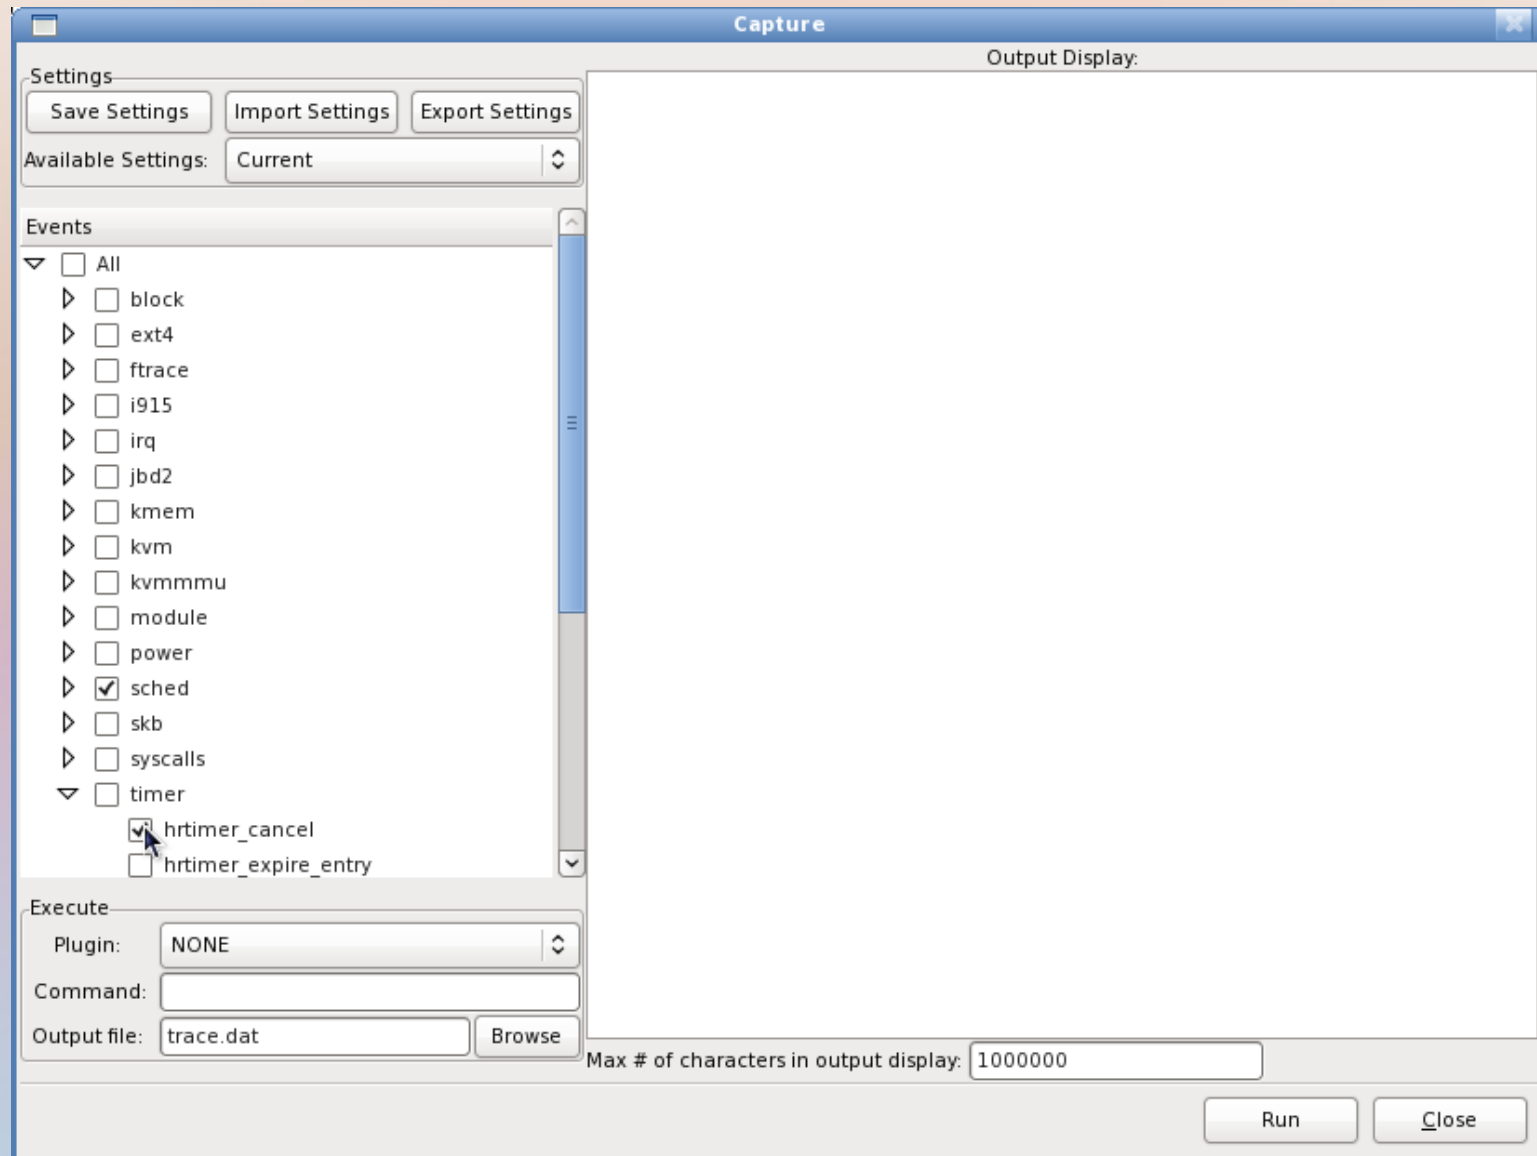 Capture
Output Display:
Settings
Save Settings
Import Settings
Export Settings
Available Settings:
Current
Events
All
block
ext4
ftrace
i915
irq
jbd2
kmem
kvm
kvmmmu
module
power
sched
skb
syscalls
timer
hrtimer_cancel
hrtimer_expire_entry
Execute
Plugin:
NONE
Command:
Output file:
trace.dat
Browse
Max # of characters in output display:
1000000
Run
Close